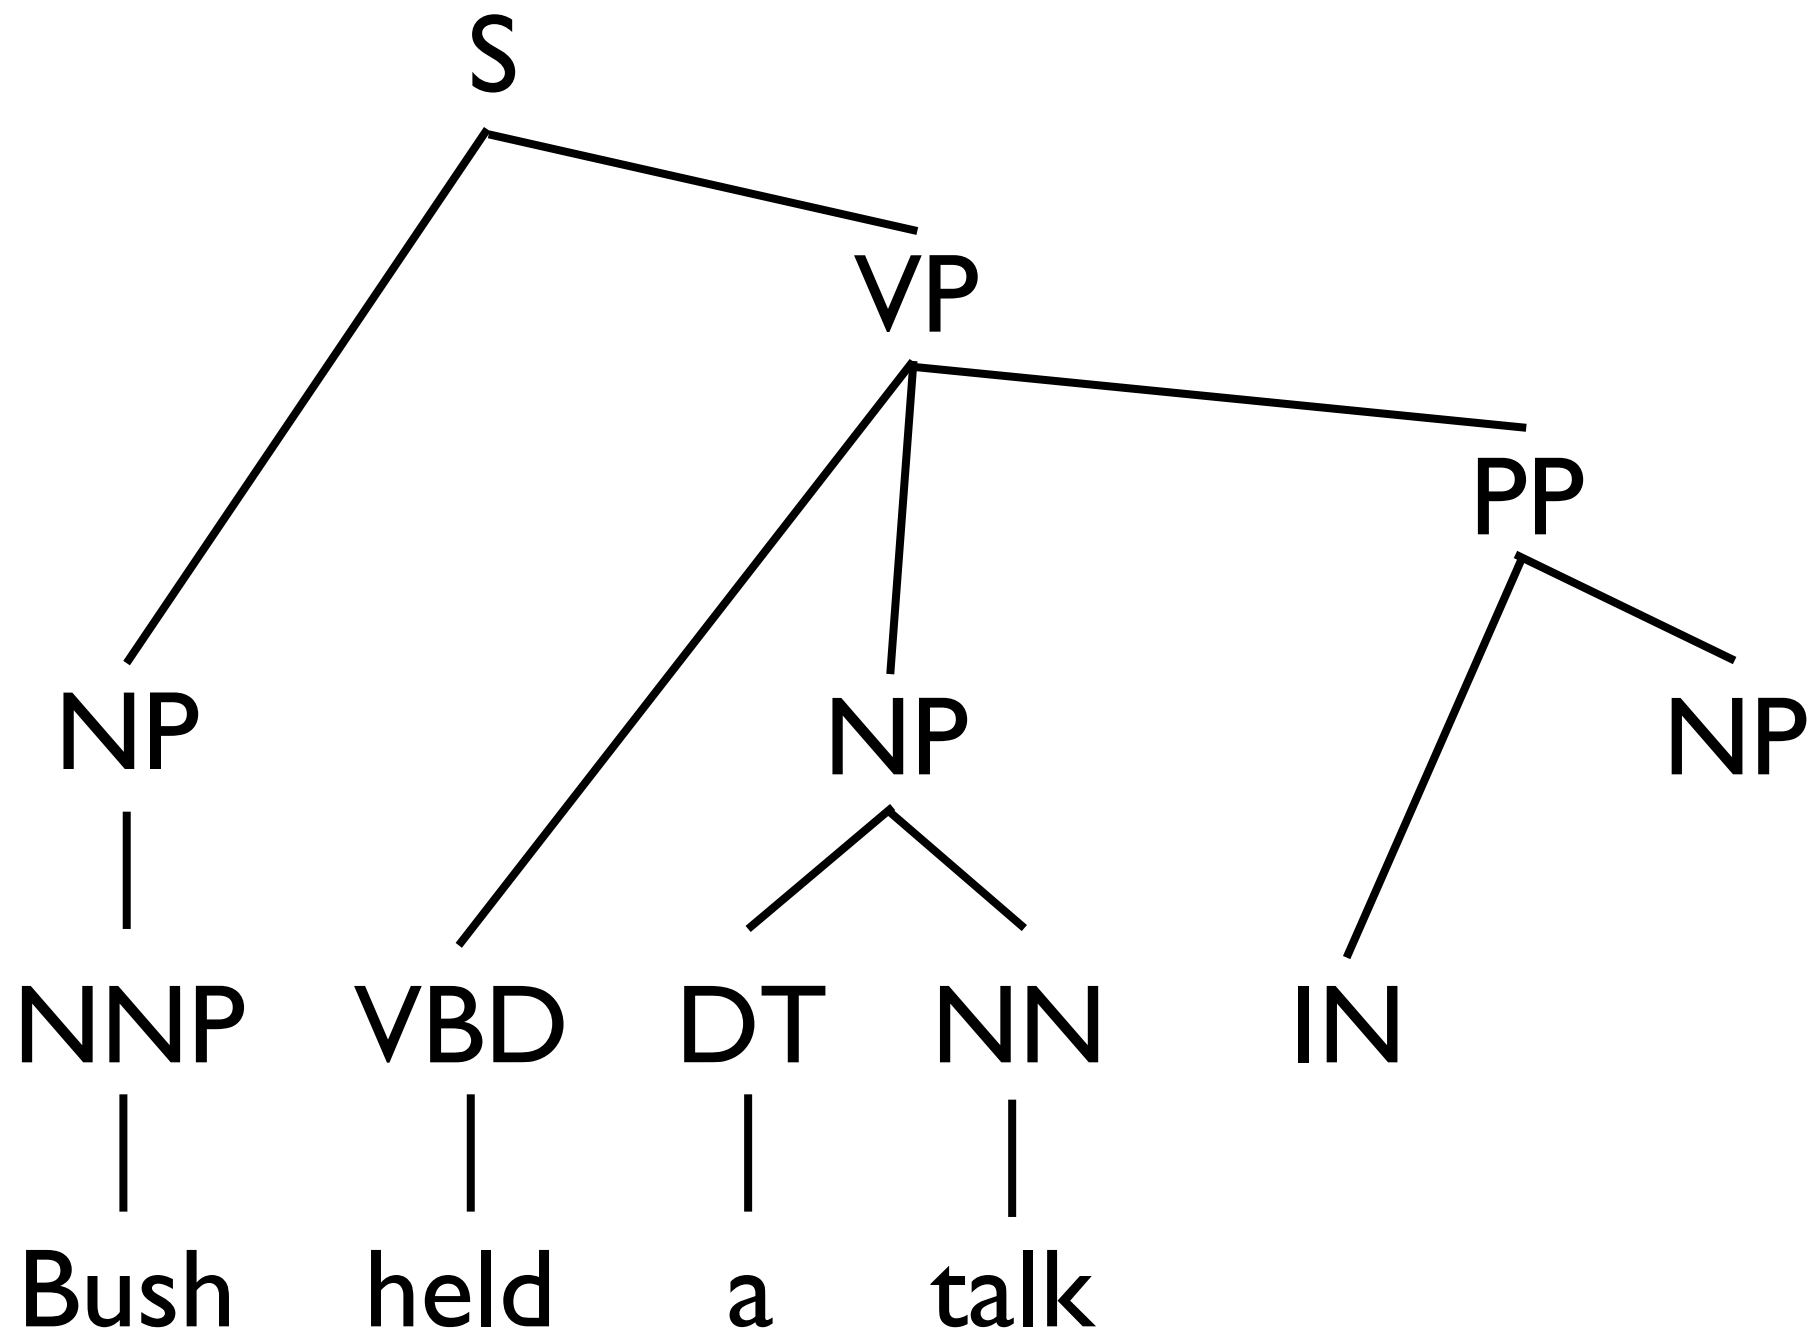 S
VP
PP
NP NP NP
NNP VBD DT NN IN
Bush held a talk